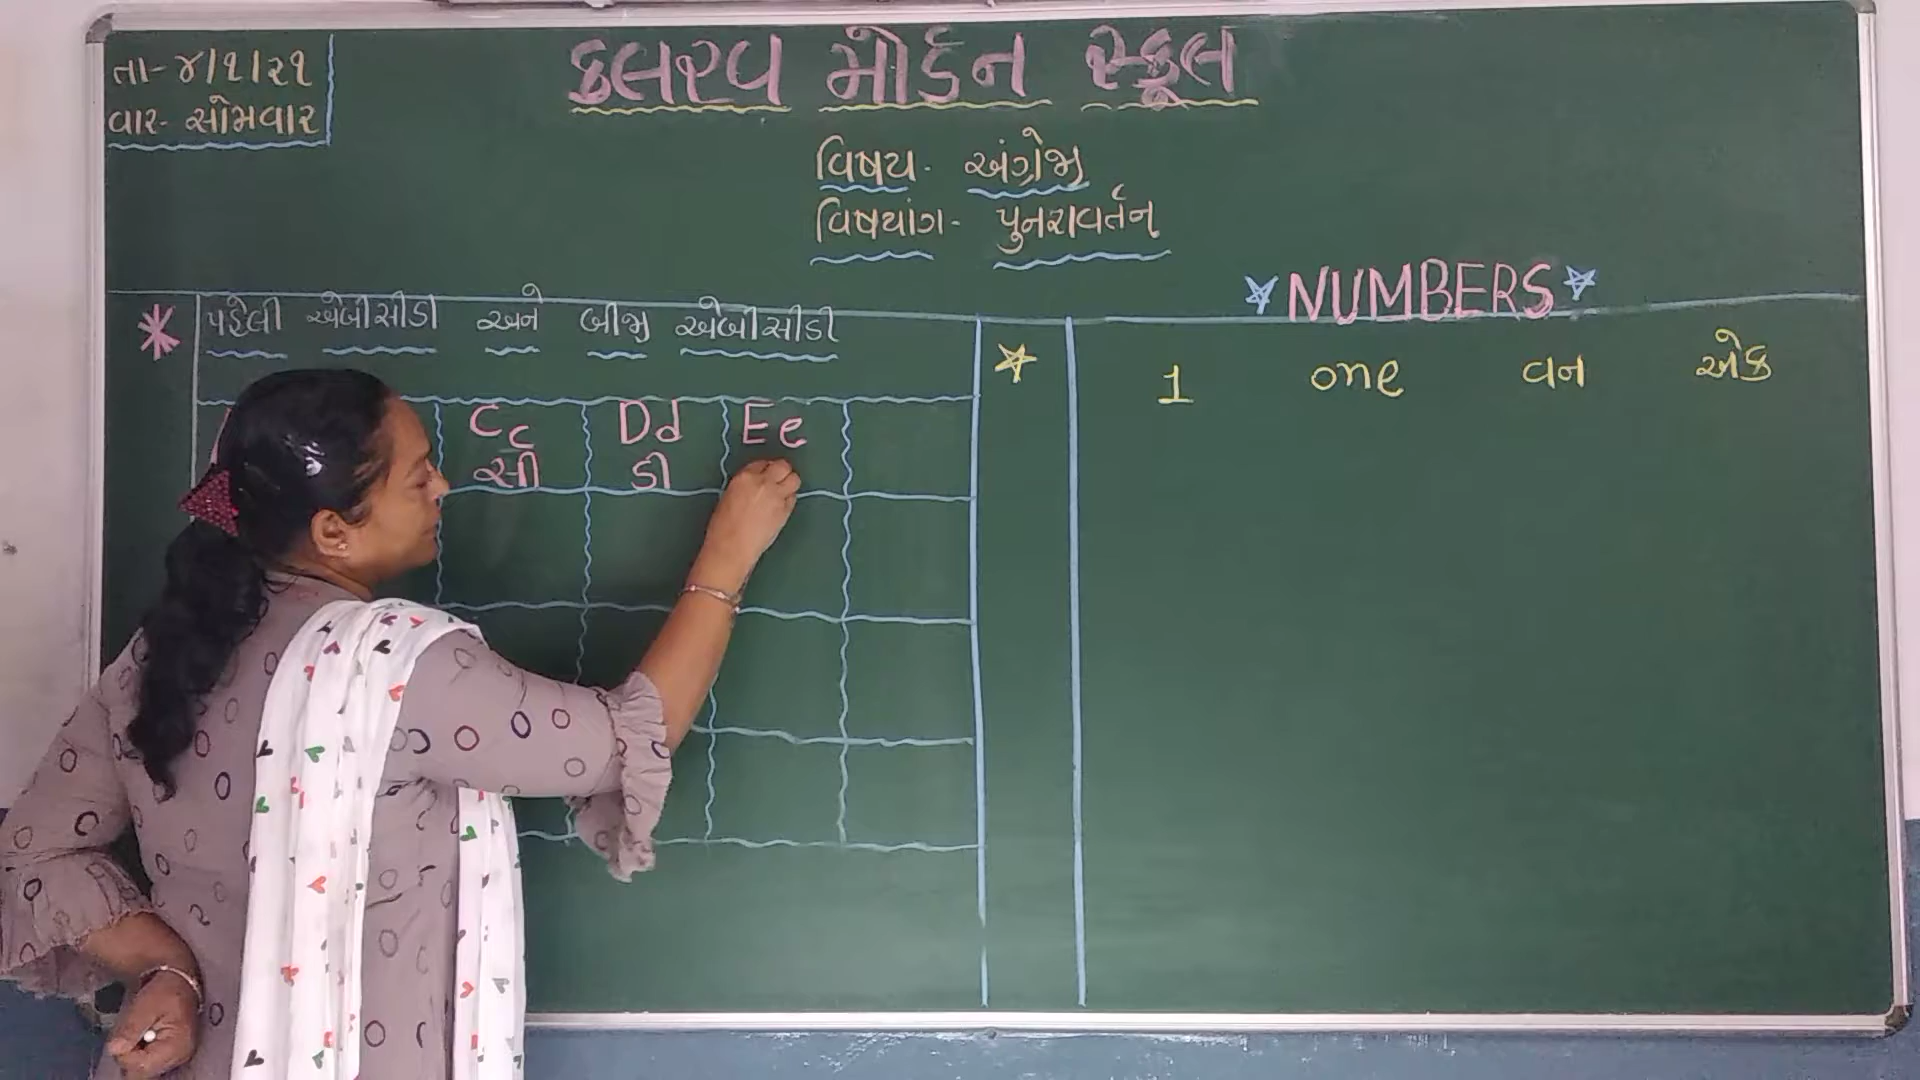 તા-૪/૧/૨૧
વાર- સોમવાર
કલરવ મોર્ડન સ્કૂલ
વિષય- અંગ્રેજી
વિષયાંગ- પુનરાવર્તન
પહેલી એબીસીડી અને બીજી એબીસીડી
Cc Dd Ee
સી ડી
NUMBERS
1 one વન એક